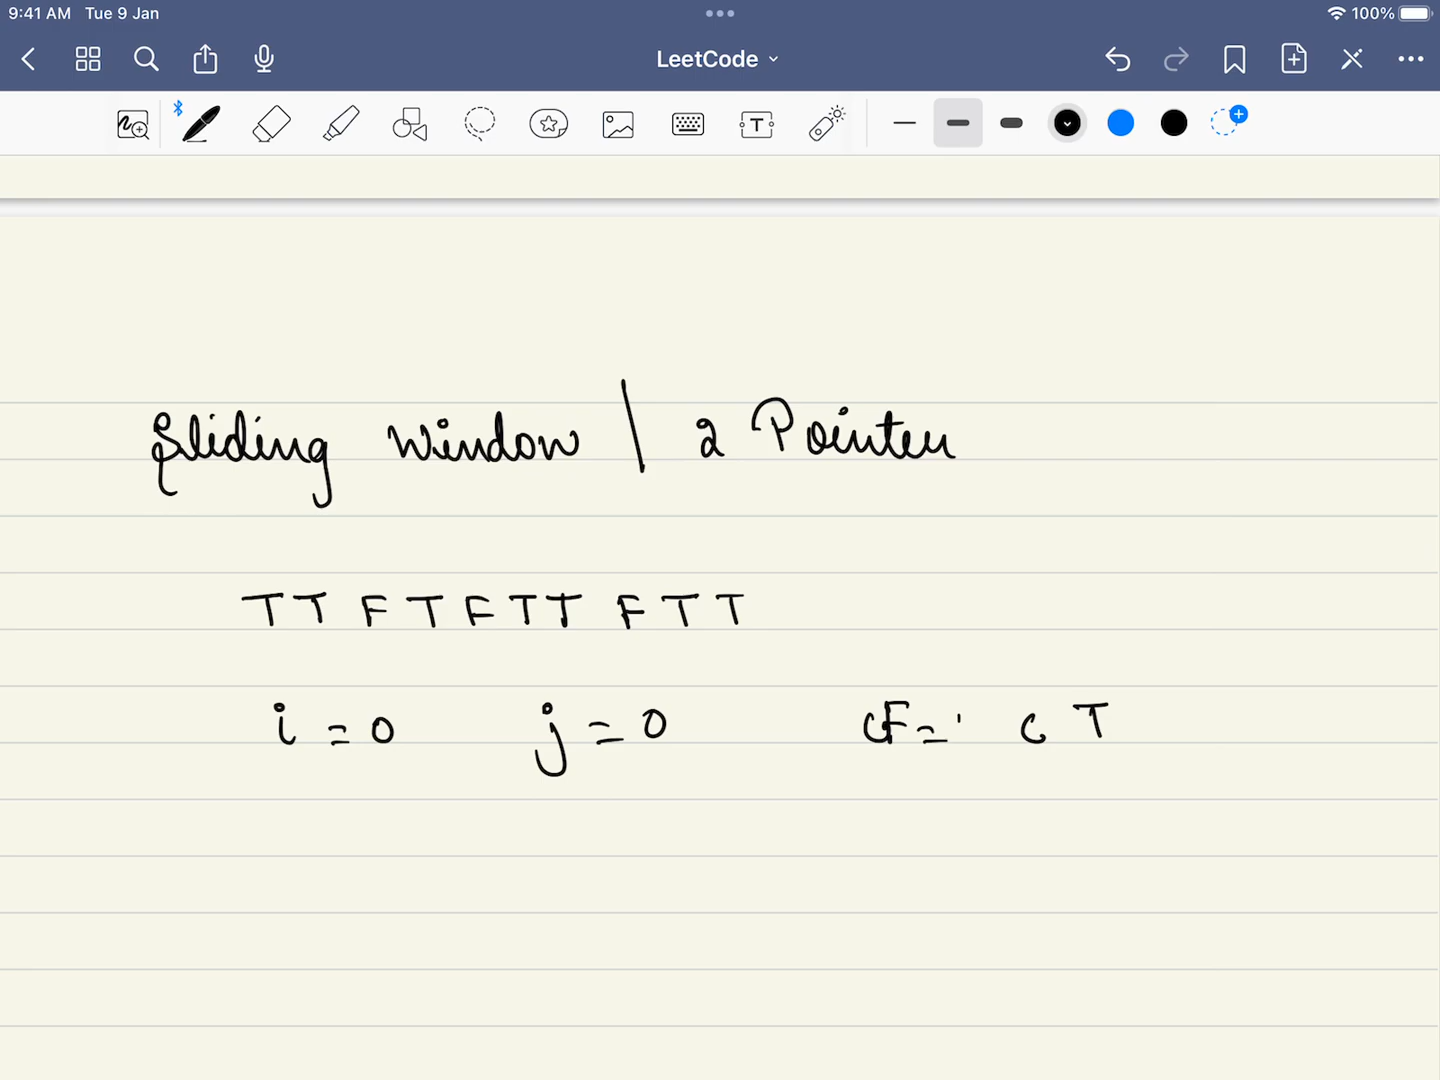 9:41 AM Tue 9 Jan
100%
LeetCode
T
Sliding Window | 2 Pointer
T T F T F T T F T T
i = 0 j = 0 cF = c T